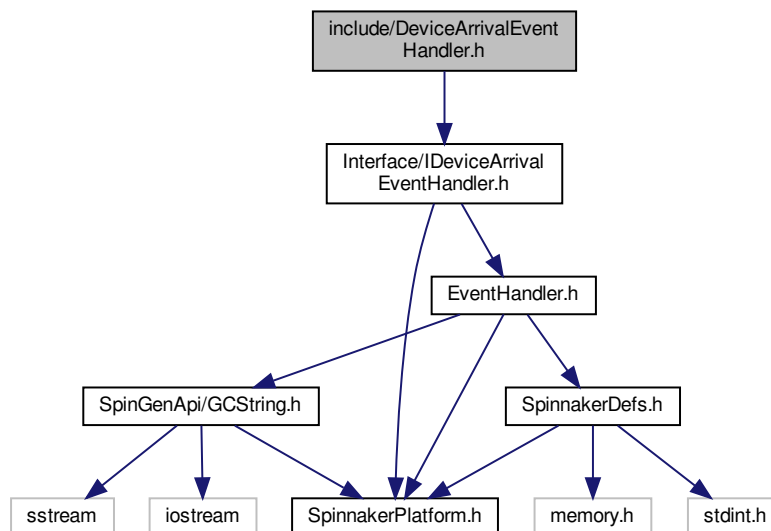 include/DeviceArrivalEvent
Handler.h
Interface/IDeviceArrival
EventHandler.h
EventHandler.h
SpinGenApi/GCString.h
SpinnakerDefs.h
sstream
iostream
SpinnakerPlatform.h
memory.h
stdint.h